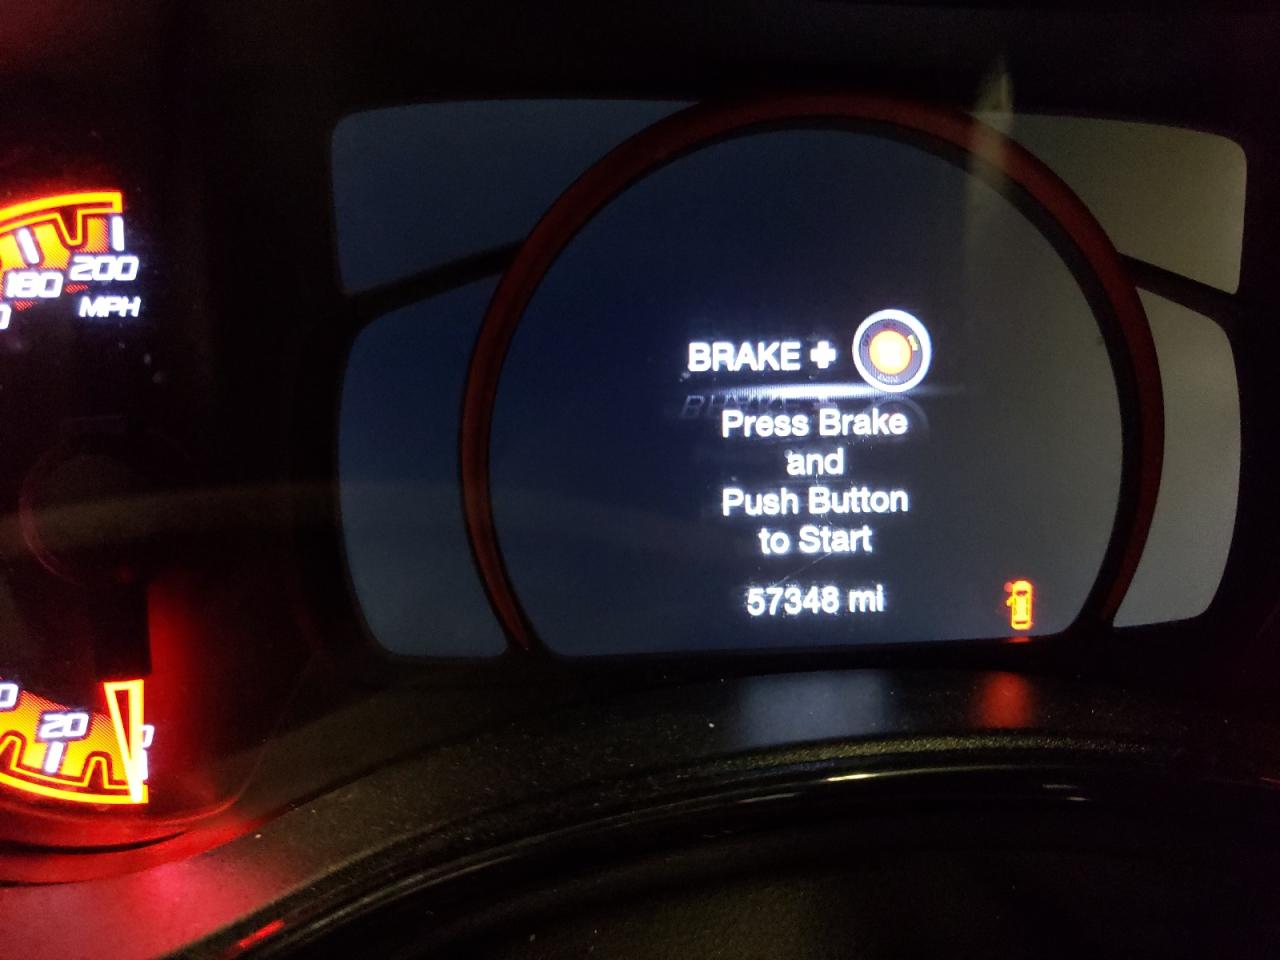 180
200
MPH
BRAKE +
Press Brake
and
Push Button
to Start
57348 mi
20